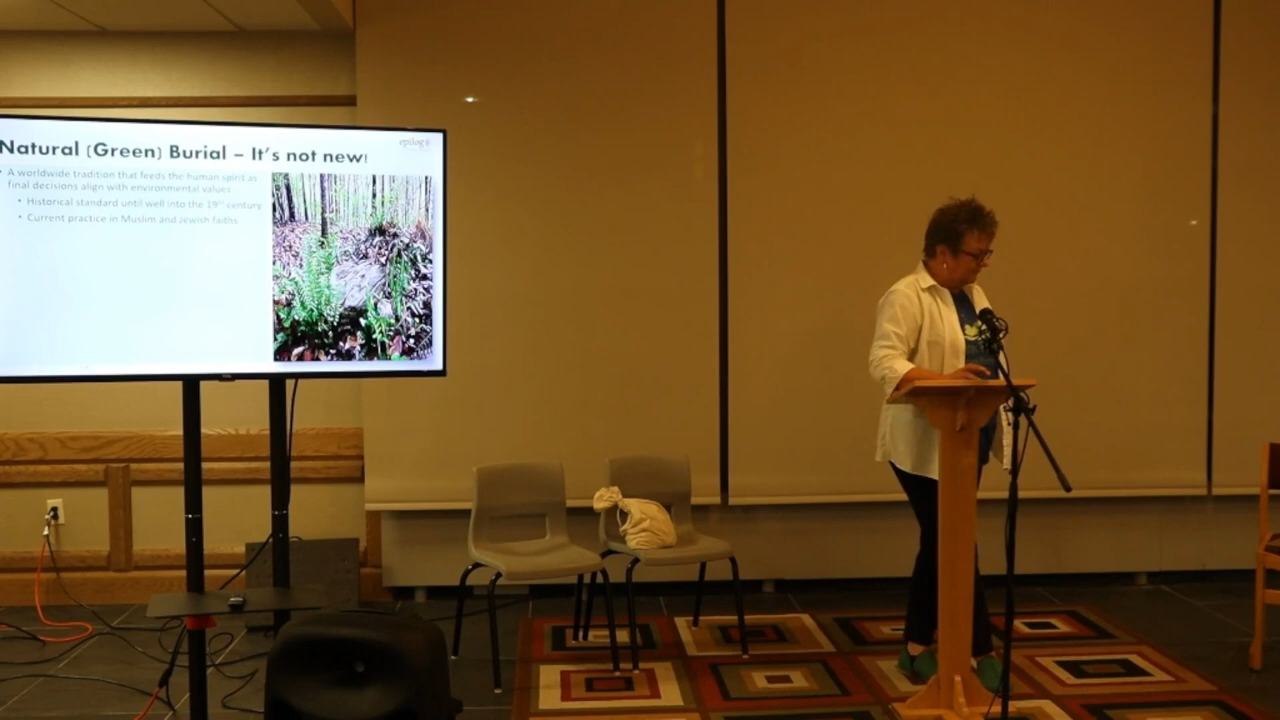 epilog
Natural (Green) Burial – It's not new!
• A worldwide tradition that feeds the human spirit as
final decisions align with environmental values
• Historical standard until well into the 19th century
• Current practice in Muslim and Jewish faiths